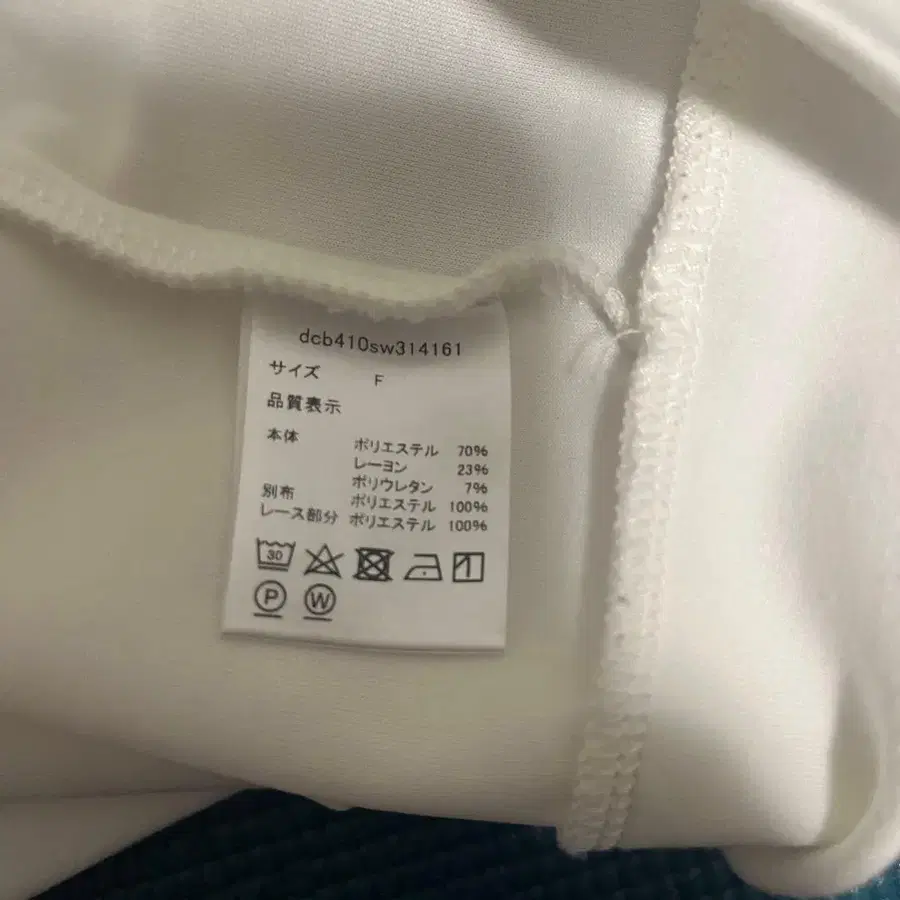 dcb410sw314161
サイズ F
品質表示
本体 ポリエステル 70%
レーヨン 23%
ポリウレタン 7%
別布 ポリエステル 100%
レース部分 ポリエステル 100%
30
P W